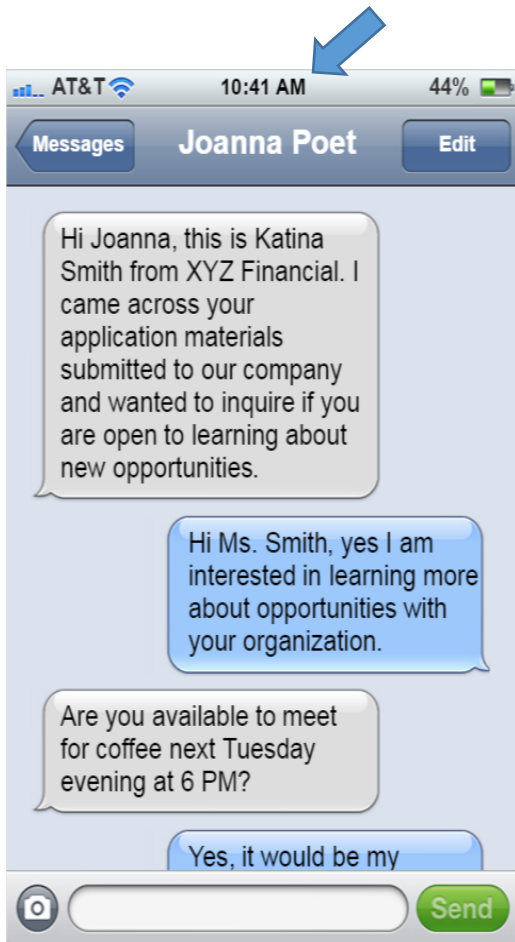 AT&T 10:41 AM 44%
Messages Joanna Poet Edit
Hi Joanna, this is Katina
Smith from XYZ Financial. I
came across your
application materials
submitted to our company
and wanted to inquire if you
are open to learning about
new opportunities.
Hi Ms. Smith, yes I am
interested in learning more
about opportunities with
your organization.
Are you available to meet
for coffee next Tuesday
evening at 6 PM?
Yes, it would be my
Send